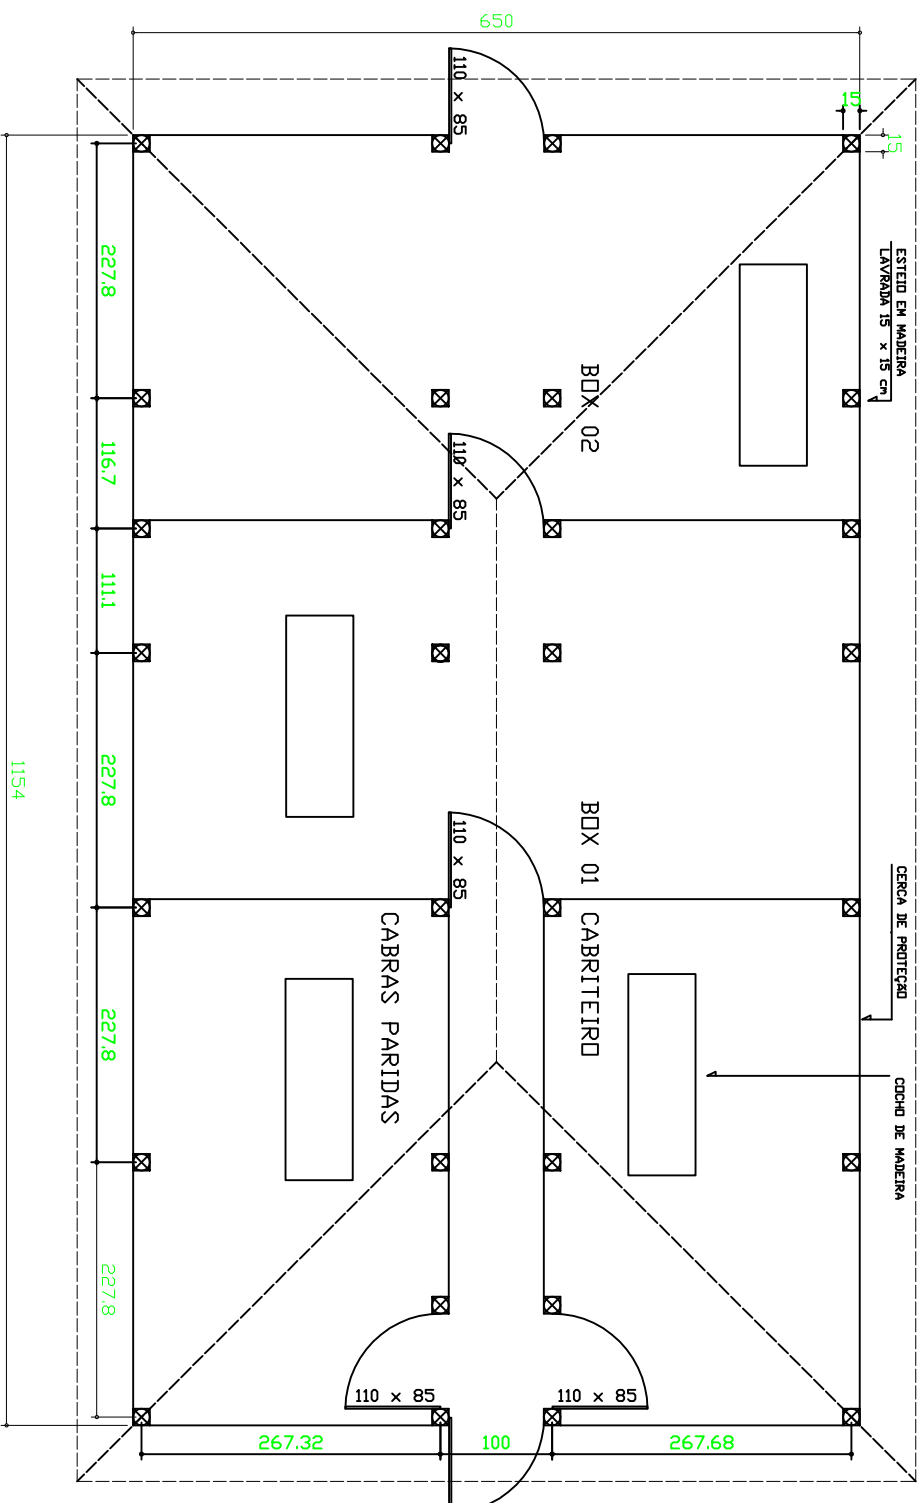 650
110 x 85
15
15
ESTEIO EM MADEIRA
LAVRADA 15 x 15 cm
227.8
BOX 02
116.7
110 x 85
111.1
227.8
1154
BOX 01
110 x 85
CERCA DE PROTEÇÃO
CABRITEIRO
CABRAS PARIDAS
227.8
COCHO DE MADEIRA
227.8
110 x 85
110 x 85
267.32
100
267.68